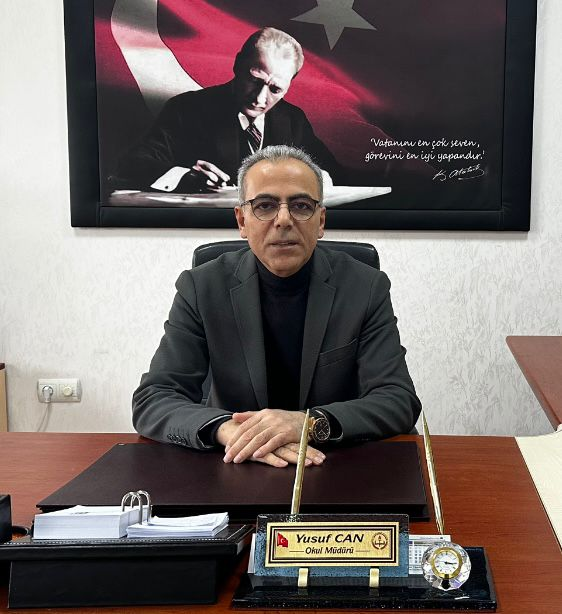 'Vatanını en çok seven,
görevini en iyi yapandır.'
K. Atatürk
Yusuf CAN
Okul Müdürü